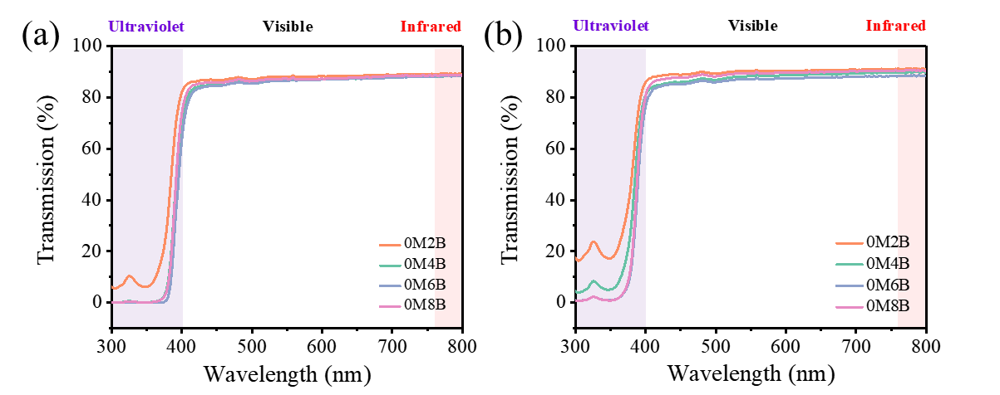 (a)
Ultraviolet Visible Infrared
100
80
60
40
20
0
Transmission (%)
0M2B
0M4B
0M6B
0M8B
300 400 500 600 700 800
Wavelength (nm)
(b)
Ultraviolet Visible Infrared
100
80
60
40
20
0
Transmission (%)
0M2B
0M4B
0M6B
0M8B
300 400 500 600 700 800
Wavelength (nm)